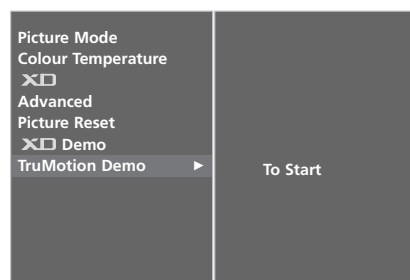 Picture Mode
Colour Temperature
XD
Advanced
Picture Reset
XD Demo
TruMotion Demo ►
To Start